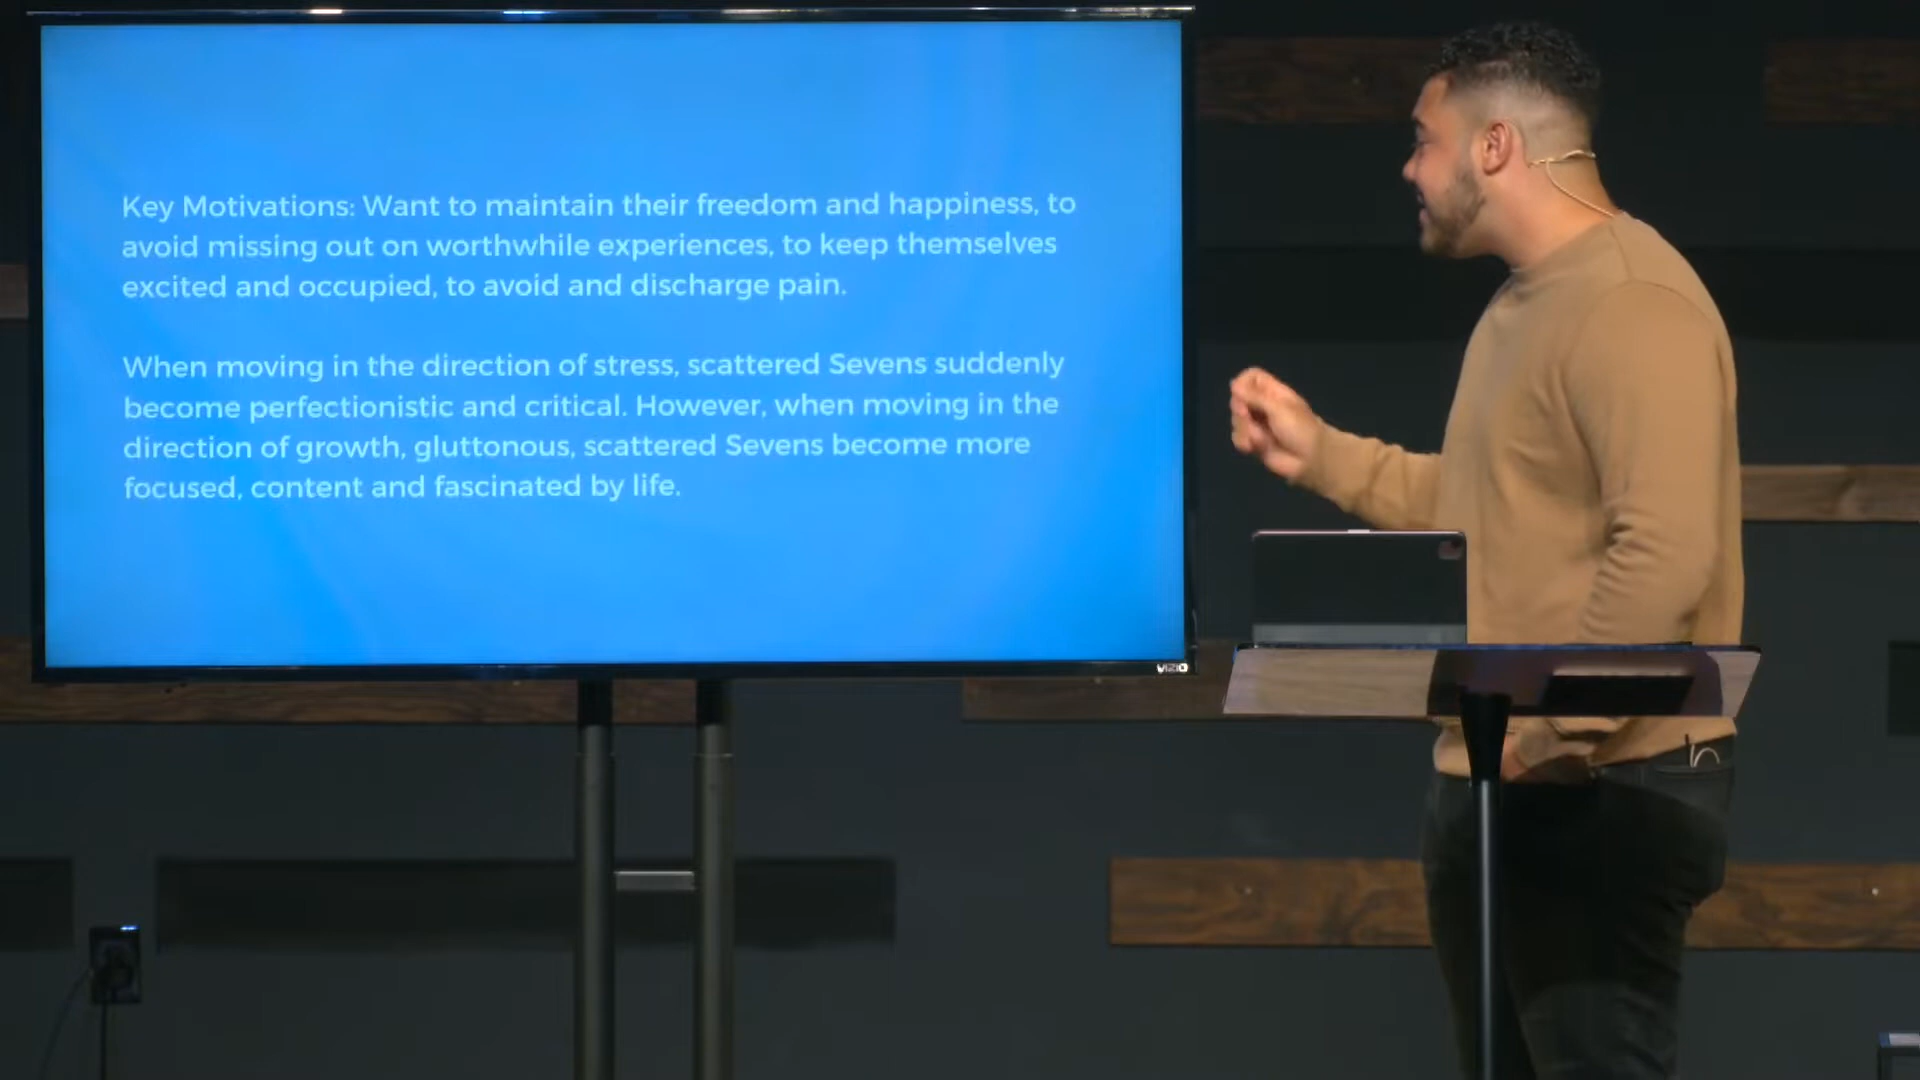 Key Motivations: Want to maintain their freedom and happiness, to
avoid missing out on worthwhile experiences, to keep themselves
excited and occupied, to avoid and discharge pain.
When moving in the direction of stress, scattered Sevens suddenly
become perfectionistic and critical. However, when moving in the
direction of growth, gluttonous, scattered Sevens become more
focused, content and fascinated by life.
VIZIO